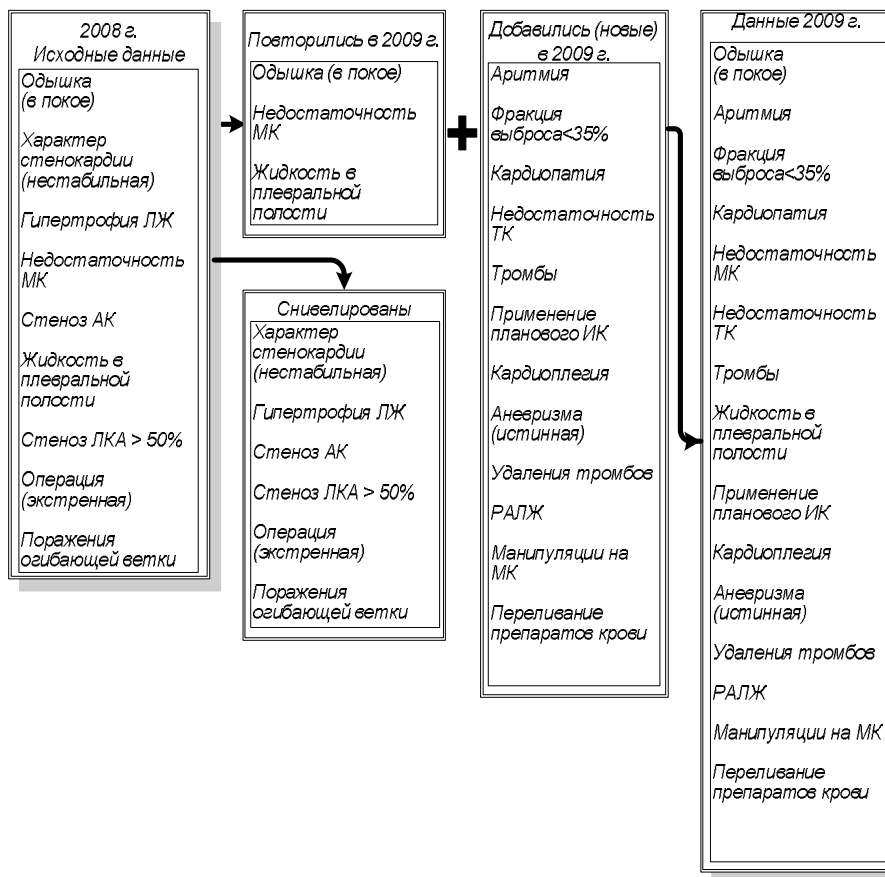 2008 г.
Исходные данные
Одышка
(в покое)
Характер
стенокардии
(нестабильная)
Гипертрофия ЛЖ
Недостаточность
МК
Стеноз АК
Жидкость в
плевральной
полости
Стеноз ЛКА > 50%
Операция
(экстренная)
Поражения
огибающей ветки
Повторились в 2009 г.
Одышка (в покое)
Недостаточность
МК
Жидкость в
плевральной
полости
Снивелированы
Характер
стенокардии
(нестабильная)
Гипертрофия ЛЖ
Стеноз АК
Стеноз ЛКА > 50%
Операция
(экстренная)
Поражения
огибающей ветки
Добавились (новые)
в 2009 г.
Аритмия
Фракция
выброса<35%
Кардиопатия
Недостаточность
ТК
Тромбы
Применение
планового ИК
Кардиоплегия
Аневризма
(истинная)
Удаления тромбов
РАЛЖ
Манипуляции на
МК
Переливание
препаратов крови
Данные 2009 г.
Одышка
(в покое)
Аритмия
Фракция
выброса<35%
Кардиопатия
Недостаточность
МК
Недостаточность
ТК
Тромбы
Жидкость в
плевральной
полости
Применение
планового ИК
Кардиоплегия
Аневризма
(истинная)
Удаления тромбов
РАЛЖ
Манипуляции на МК
Переливание
препаратов крови